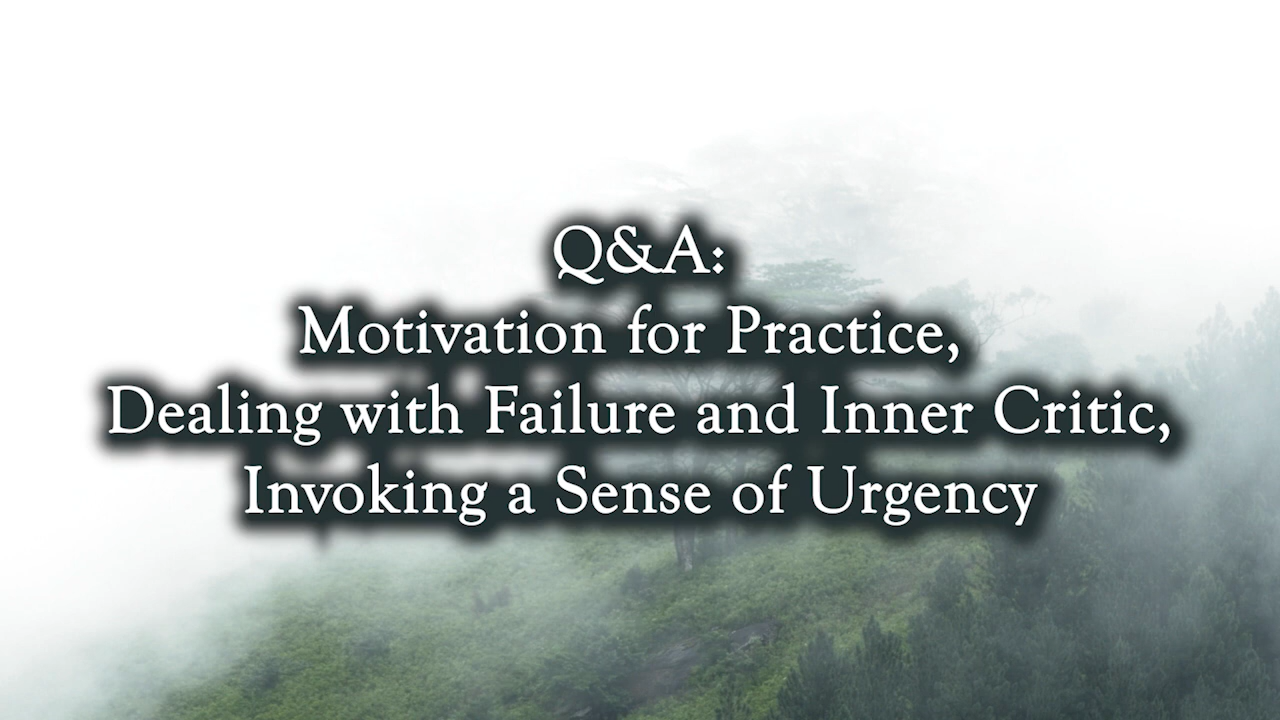 Q&A:
Motivation for Practice,
Dealing with Failure and Inner Critic,
Invoking a Sense of Urgency